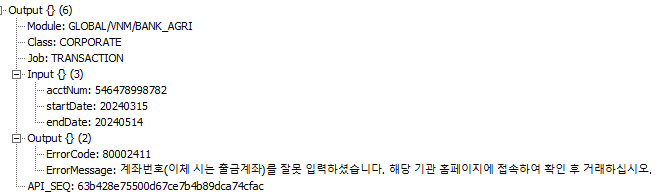 Output {} (6)
Module: GLOBAL/VNM/BANK_AGRI
Class: CORPORATE
Job: TRANSACTION
Input {} (3)
acctNum: 546478998782
startDate: 20240315
endDate: 20240514
Output {} (2)
ErrorCode: 80002411
ErrorMessage: 계좌번호(이체 시는 출금계좌)를 잘못 입력하셨습니다. 해당 기관 홈페이지에 접속하여 확인 후 거래하십시오.
API_SEQ: 63b428e75500d67ce7b4b89dca74cfac